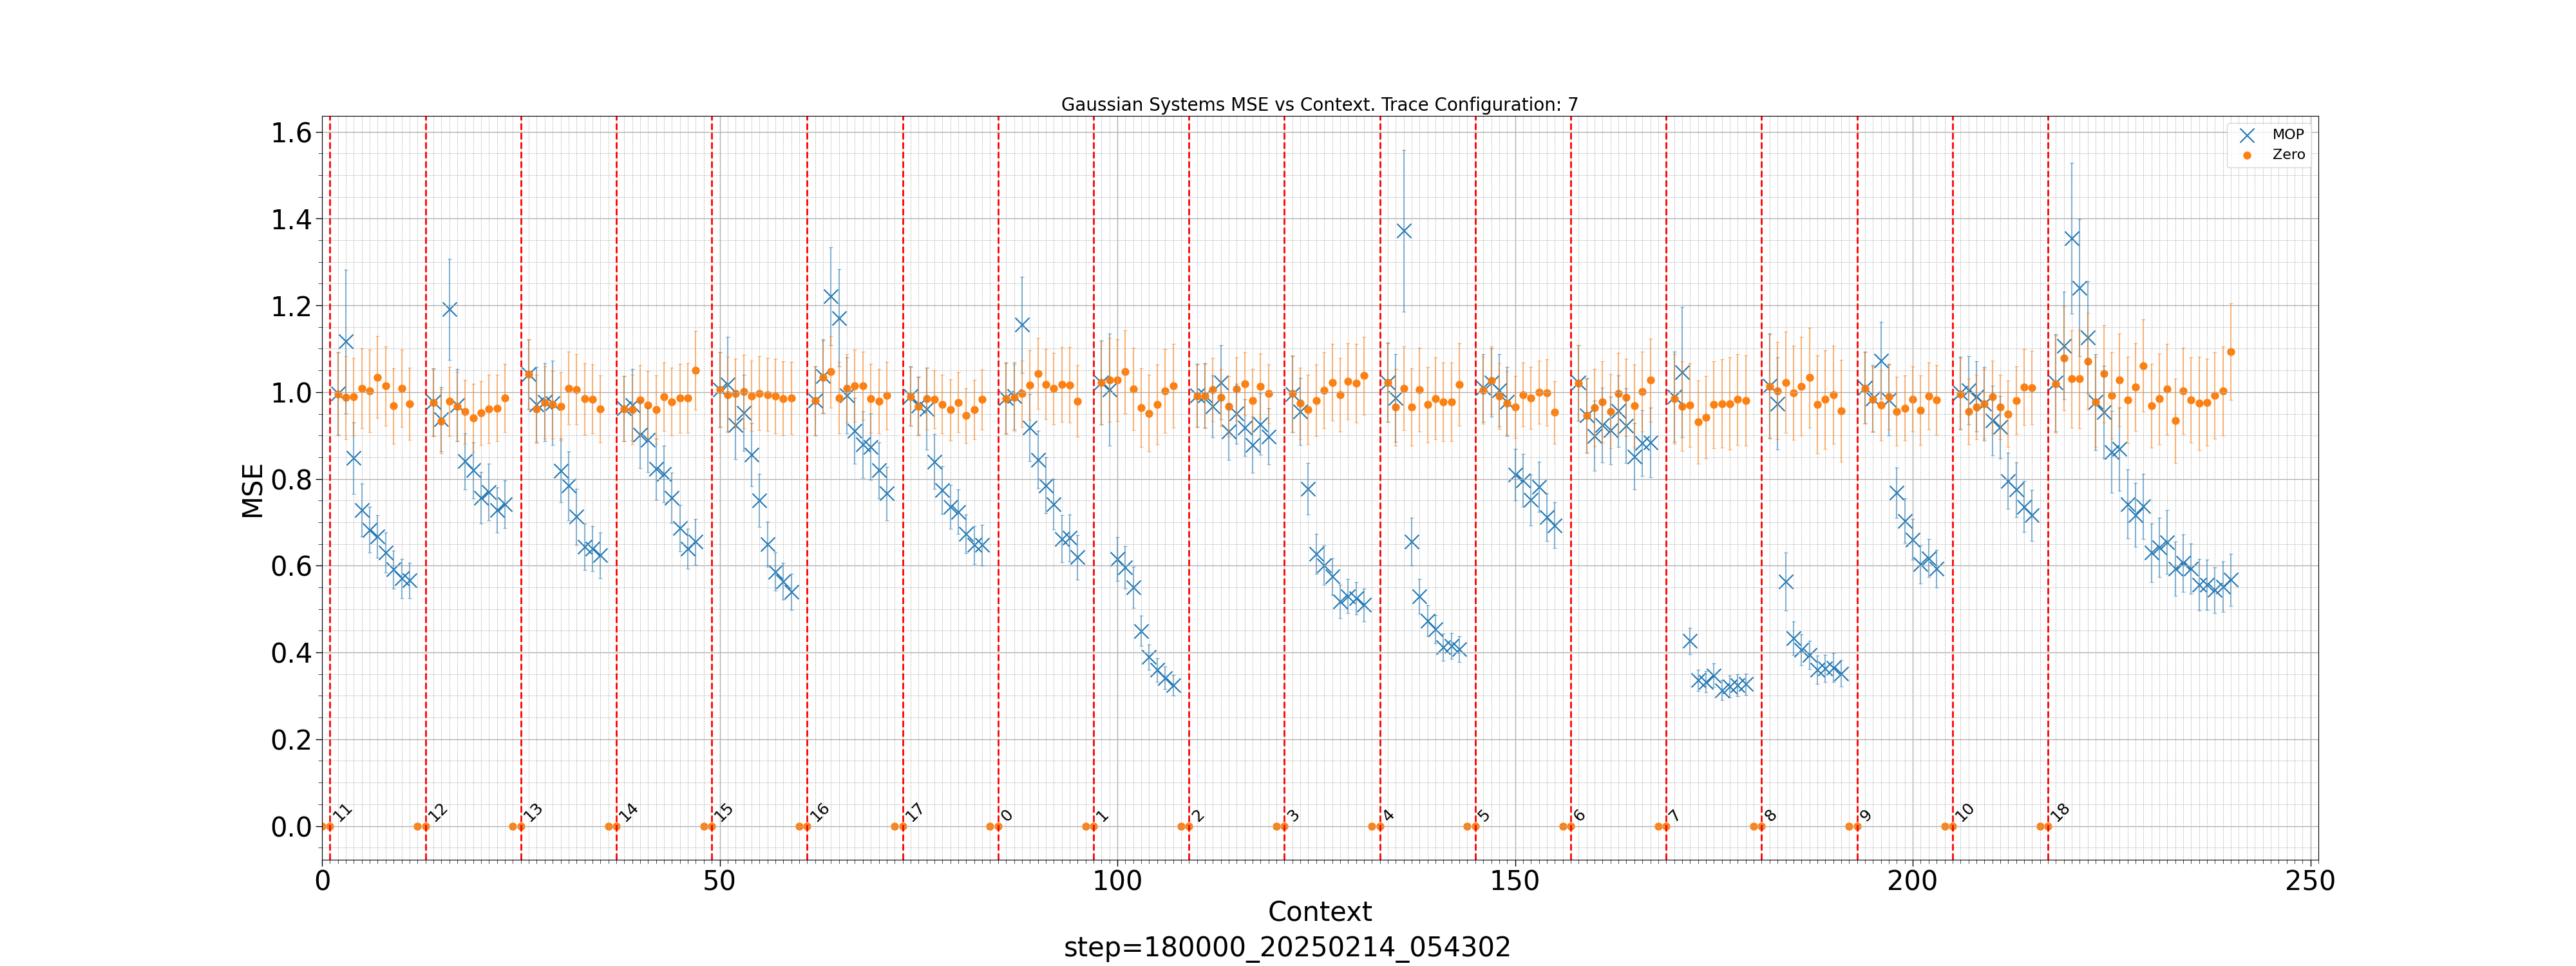 Gaussian Systems MSE vs Context. Trace Configuration: 7
MOP
Zero
MSE
1.6
1.4
1.2
1.0
0.8
0.6
0.4
0.2
0.0
11 12 13 14 15 16 17 0 1 2 3 4 5 6 7 8 9 10 18
0 50 100 150 200 250
Context
step=180000_20250214_054302